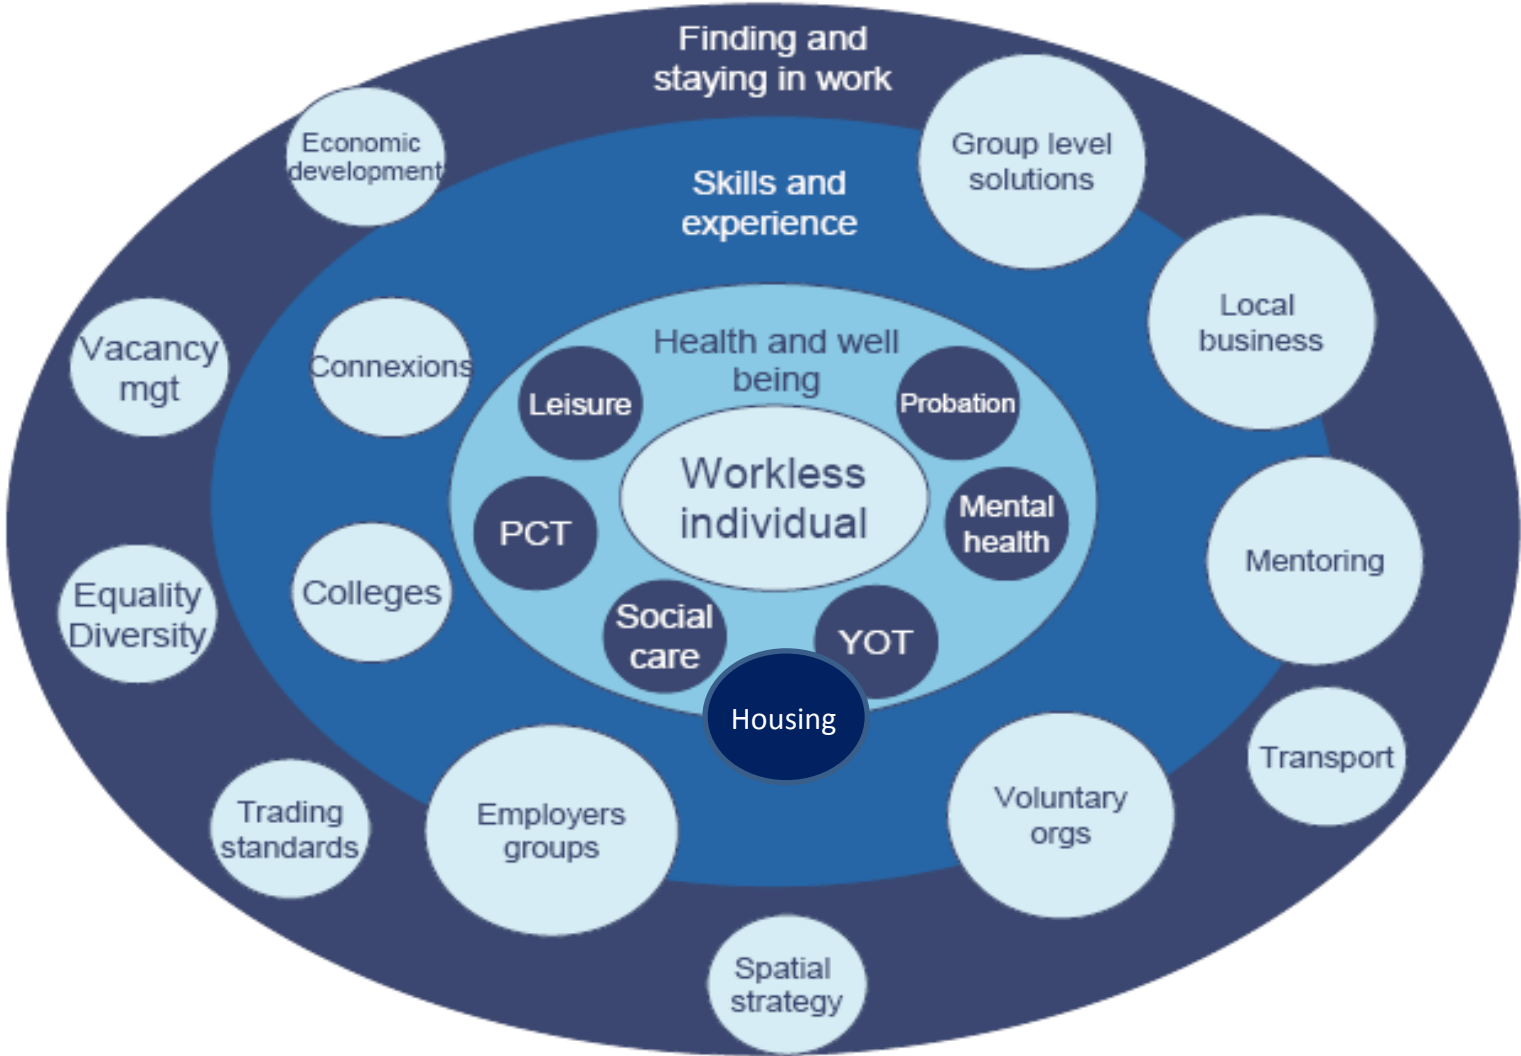 Finding and
staying in work
Economic
development
Group level
solutions
Skills and
experience
Local
business
Vacancy
mgt
Connexions
Health and well
being
Leisure
Probation
Workless
individual
PCT
Mental
health
Mentoring
Equality
Diversity
Colleges
Social
care
YOT
Housing
Transport
Trading
standards
Employers
groups
Voluntary
orgs
Spatial
strategy